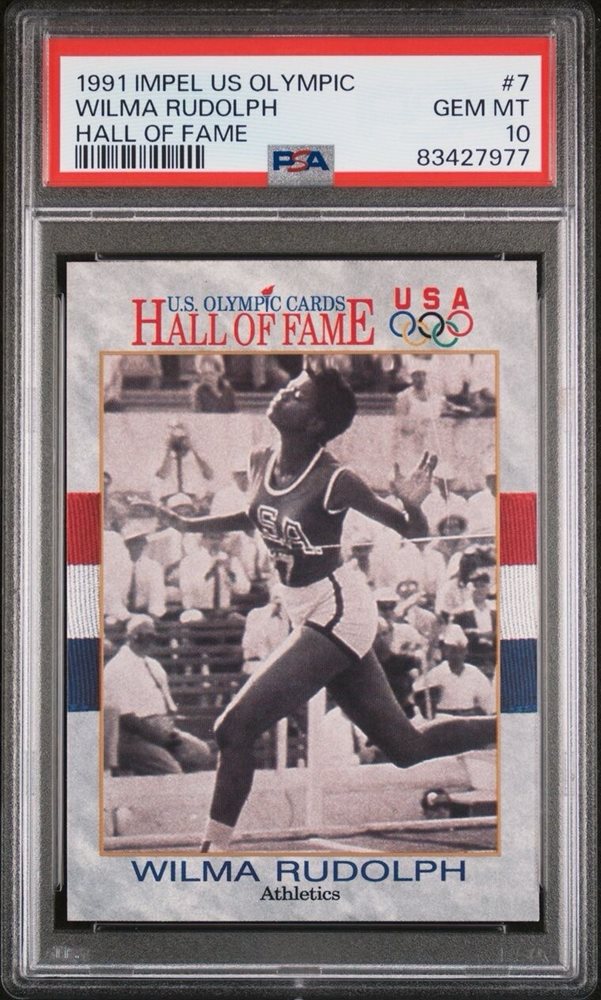 1991 IMPEL US OLYMPIC #7
WILMA RUDOLPH GEM MT
HALL OF FAME 10
PSA 83427977
U.S. OLYMPIC CARDS
HALL OF FAME
USA
USA
WILMA RUDOLPH
Athletics